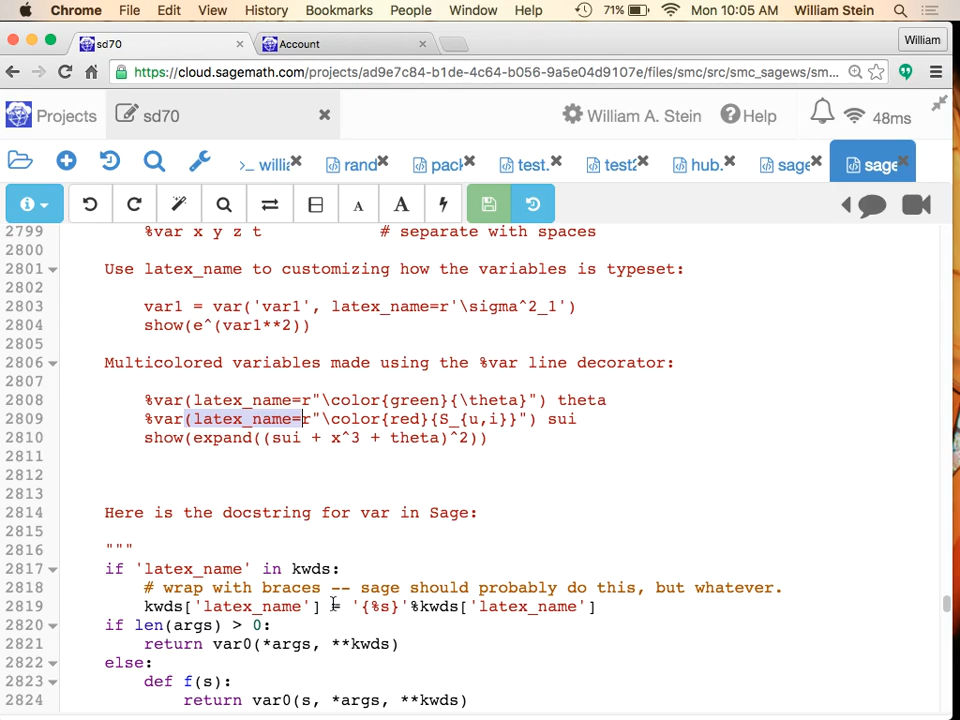 Chrome File Edit View History Bookmarks People Window Help 71% Mon 10:05 AM William Stein
sd70 Account William
https://cloud.sagemath.com/projects/ad9e7c84-b1de-4c64-b056-9a5e04d9107e/files/smc/src/smc_sagews/sm...
Projects sd70 William A. Stein Help 48ms
>_ willi rand pack test. test2 hub. sage sage
A A
2799 %var x y z t # separate with spaces
2800
2801 Use latex_name to customizing how the variables is typeset:
2802
2803 var1 = var('var1', latex_name=r'\sigma^2_1')
2804 show(e^(var1**2))
2805
2806 Multicolored variables made using the %var line decorator:
2807
2808 %var(latex_name=r"\color{green}{\theta}") theta
2809 %var(latex_name=r"\color{red}{S_{u,i}}") sui
2810 show(expand((sui + x^3 + theta)^2))
2811
2812
2813
2814 Here is the docstring for var in Sage:
2815
2816 """
2817 if 'latex_name' in kwds:
2818 # wrap with braces -- sage should probably do this, but whatever.
2819 kwds['latex_name'] = '{%s}'%kwds['latex_name']
2820 if len(args) > 0:
2821 return var0(*args, **kwds)
2822 else:
2823 def f(s):
2824 return var0(s, *args, **kwds)